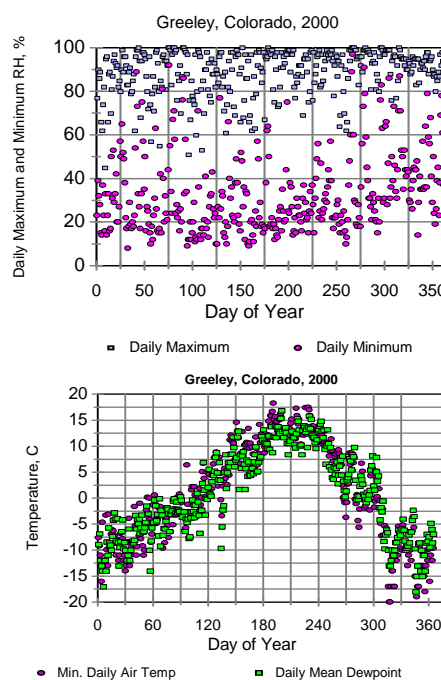 Greeley, Colorado, 2000
Daily Maximum and Minimum RH, %
100
80
60
40
20
0
0 50 100 150 200 250 300 350
Day of Year
Daily Maximum Daily Minimum
Greeley, Colorado, 2000
Temperature, C
20
15
10
5
0
-5
-10
-15
-20
0 60 120 180 240 300 360
Day of Year
Min. Daily Air Temp Daily Mean Dewpoint